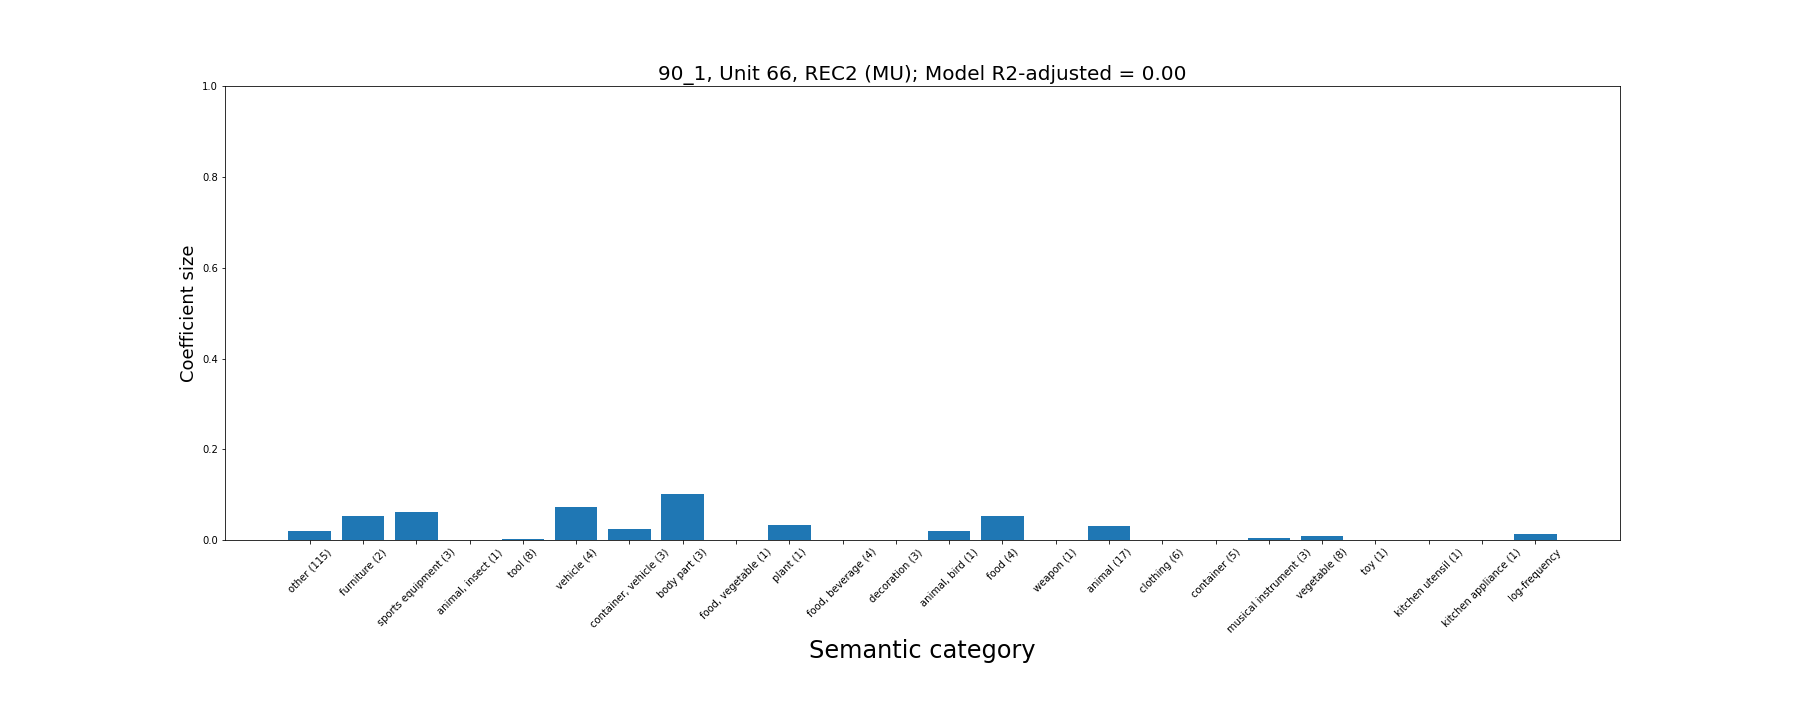 90_1, Unit 66, REC2 (MU); Model R2-adjusted = 0.00
Coefficient size
1.0
0.8
0.6
0.4
0.2
0.0
other (115)
furniture (2)
sports equipment (3)
animal, insect (1)
tool (8)
vehicle (4)
container, vehicle (3)
body part (3)
food, vegetable (1)
plant (1)
food, beverage (4)
decoration (3)
animal, bird (1)
food (4)
weapon (1)
animal (17)
clothing (6)
container (5)
musical instrument (3)
vegetable (8)
toy (1)
kitchen utensil (1)
kitchen appliance (1)
log-frequency
Semantic category